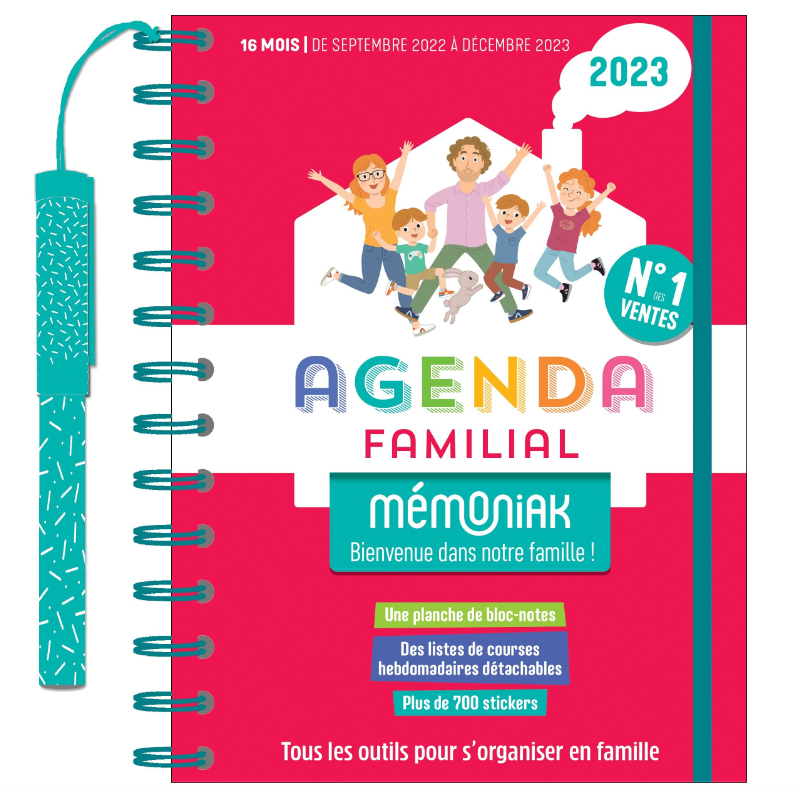 16 MOIS | DE SEPTEMBRE 2022 À DÉCEMBRE 2023
2023
N°1
DES
VENTES
AGENDA
FAMILIAL
mémoniak
Bienvenue dans notre famille !
Une planche de bloc-notes
Des listes de courses
hebdomadaires détachables
Plus de 700 stickers
Tous les outils pour s'organiser en famille